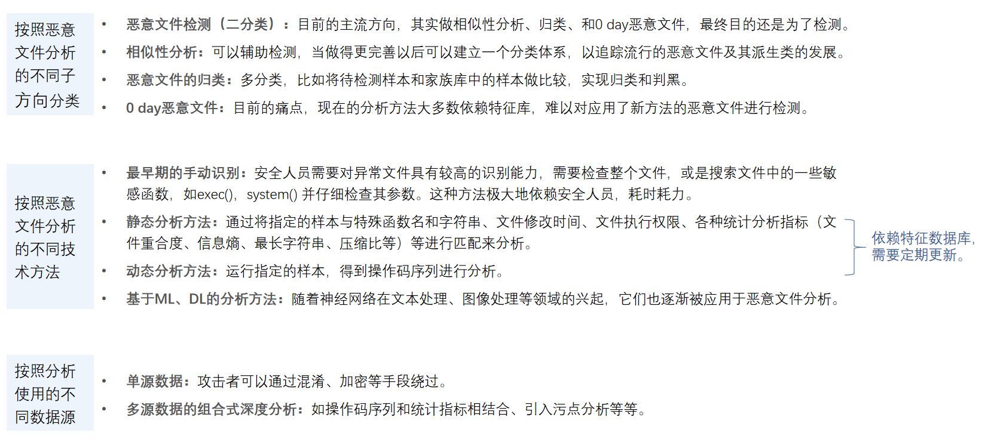 按照恶意
文件分析
的不同子
方向分类
• 恶意文件检测（二分类）：目前的主流方向，其实做相似性分析、归类、和0 day恶意文件，最终目的还是为了检测。
• 相似性分析：可以辅助检测，当做得更完善以后可以建立一个分类体系，以追踪流行的恶意文件及其派生类的发展。
• 恶意文件的归类：多分类，比如将待检测样本和家族库中的样本做比较，实现归类和判黑。
• 0 day恶意文件：目前的痛点，现在的分析方法大多数依赖特征库，难以对应用了新方法的恶意文件进行检测。
按照恶意
文件分析
的不同技
术方法
• 最早期的手动识别：安全人员需要对异常文件具有较高的识别能力，需要检查整个文件，或是搜索文件中的一些敏
感函数，如exec()，system() 并仔细检查其参数。这种方法极大地依赖安全人员，耗时耗力。
• 静态分析方法：通过将指定的样本与特殊函数名和字符串、文件修改时间、文件执行权限、各种统计分析指标（文
件重合度、信息熵、最长字符串、压缩比等）等进行匹配来分析。
• 动态分析方法：运行指定的样本，得到操作码序列进行分析。
• 基于ML、DL的分析方法：随着神经网络在文本处理、图像处理等领域的兴起，它们也逐渐被应用于恶意文件分析。
依赖特征数据库，
需要定期更新。
按照分析
使用的不
同数据源
• 单源数据：攻击者可以通过混淆、加密等手段绕过。
• 多源数据的组合式深度分析：如操作码序列和统计指标相结合、引入污点分析等等。